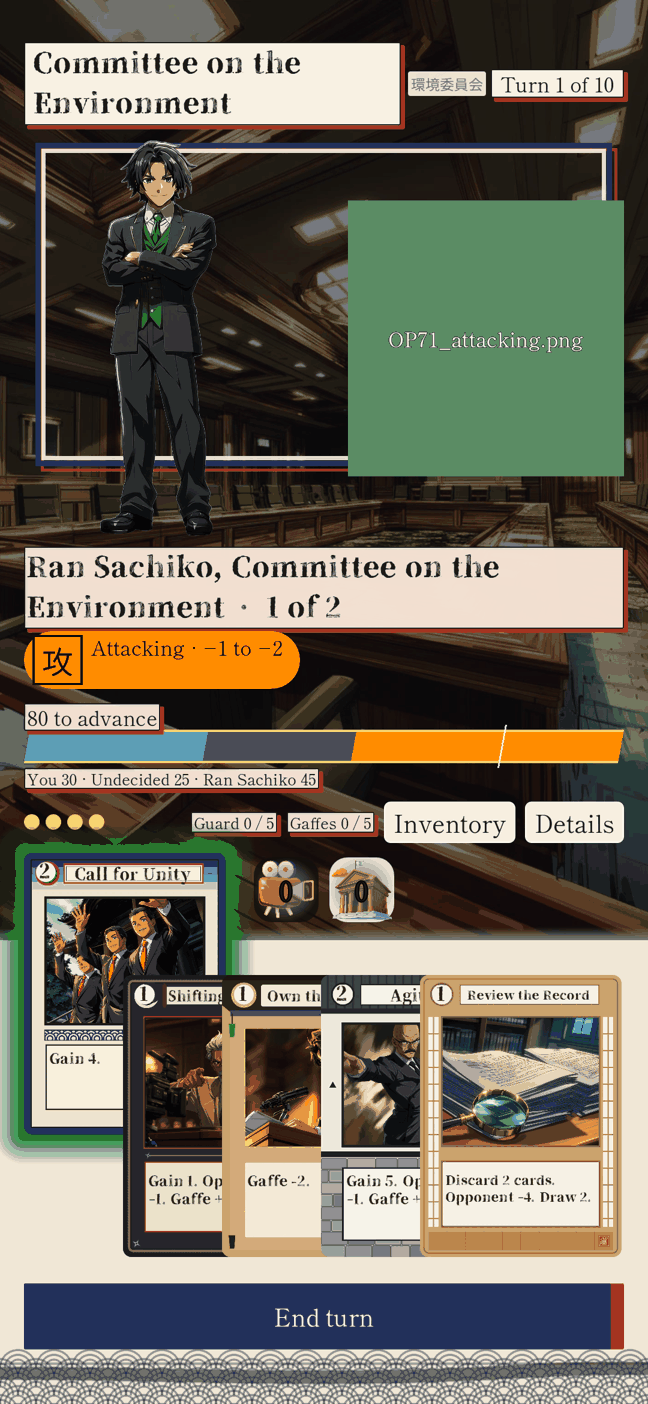 Committee on the
Environment
環境委員会
Turn 1 of 10
OP71_attacking.png
Ran Sachiko, Committee on the
Environment · 1 of 2
攻
Attacking · −1 to −2
80 to advance
You 30 · Undecided 25 · Ran Sachiko 45
Guard 0 / 5
Gaffes 0 / 5
Inventory
Details
2
Call for Unity
0
0
Gain 4.
1
Shifting
1
Own th
2
Agi
1
Review the Record
Gain 1. Op
-1. Gaffe +
Gaffe -2.
Gain 5. Op
-1. Gaffe +
Discard 2 cards.
Opponent -4. Draw 2.
End turn